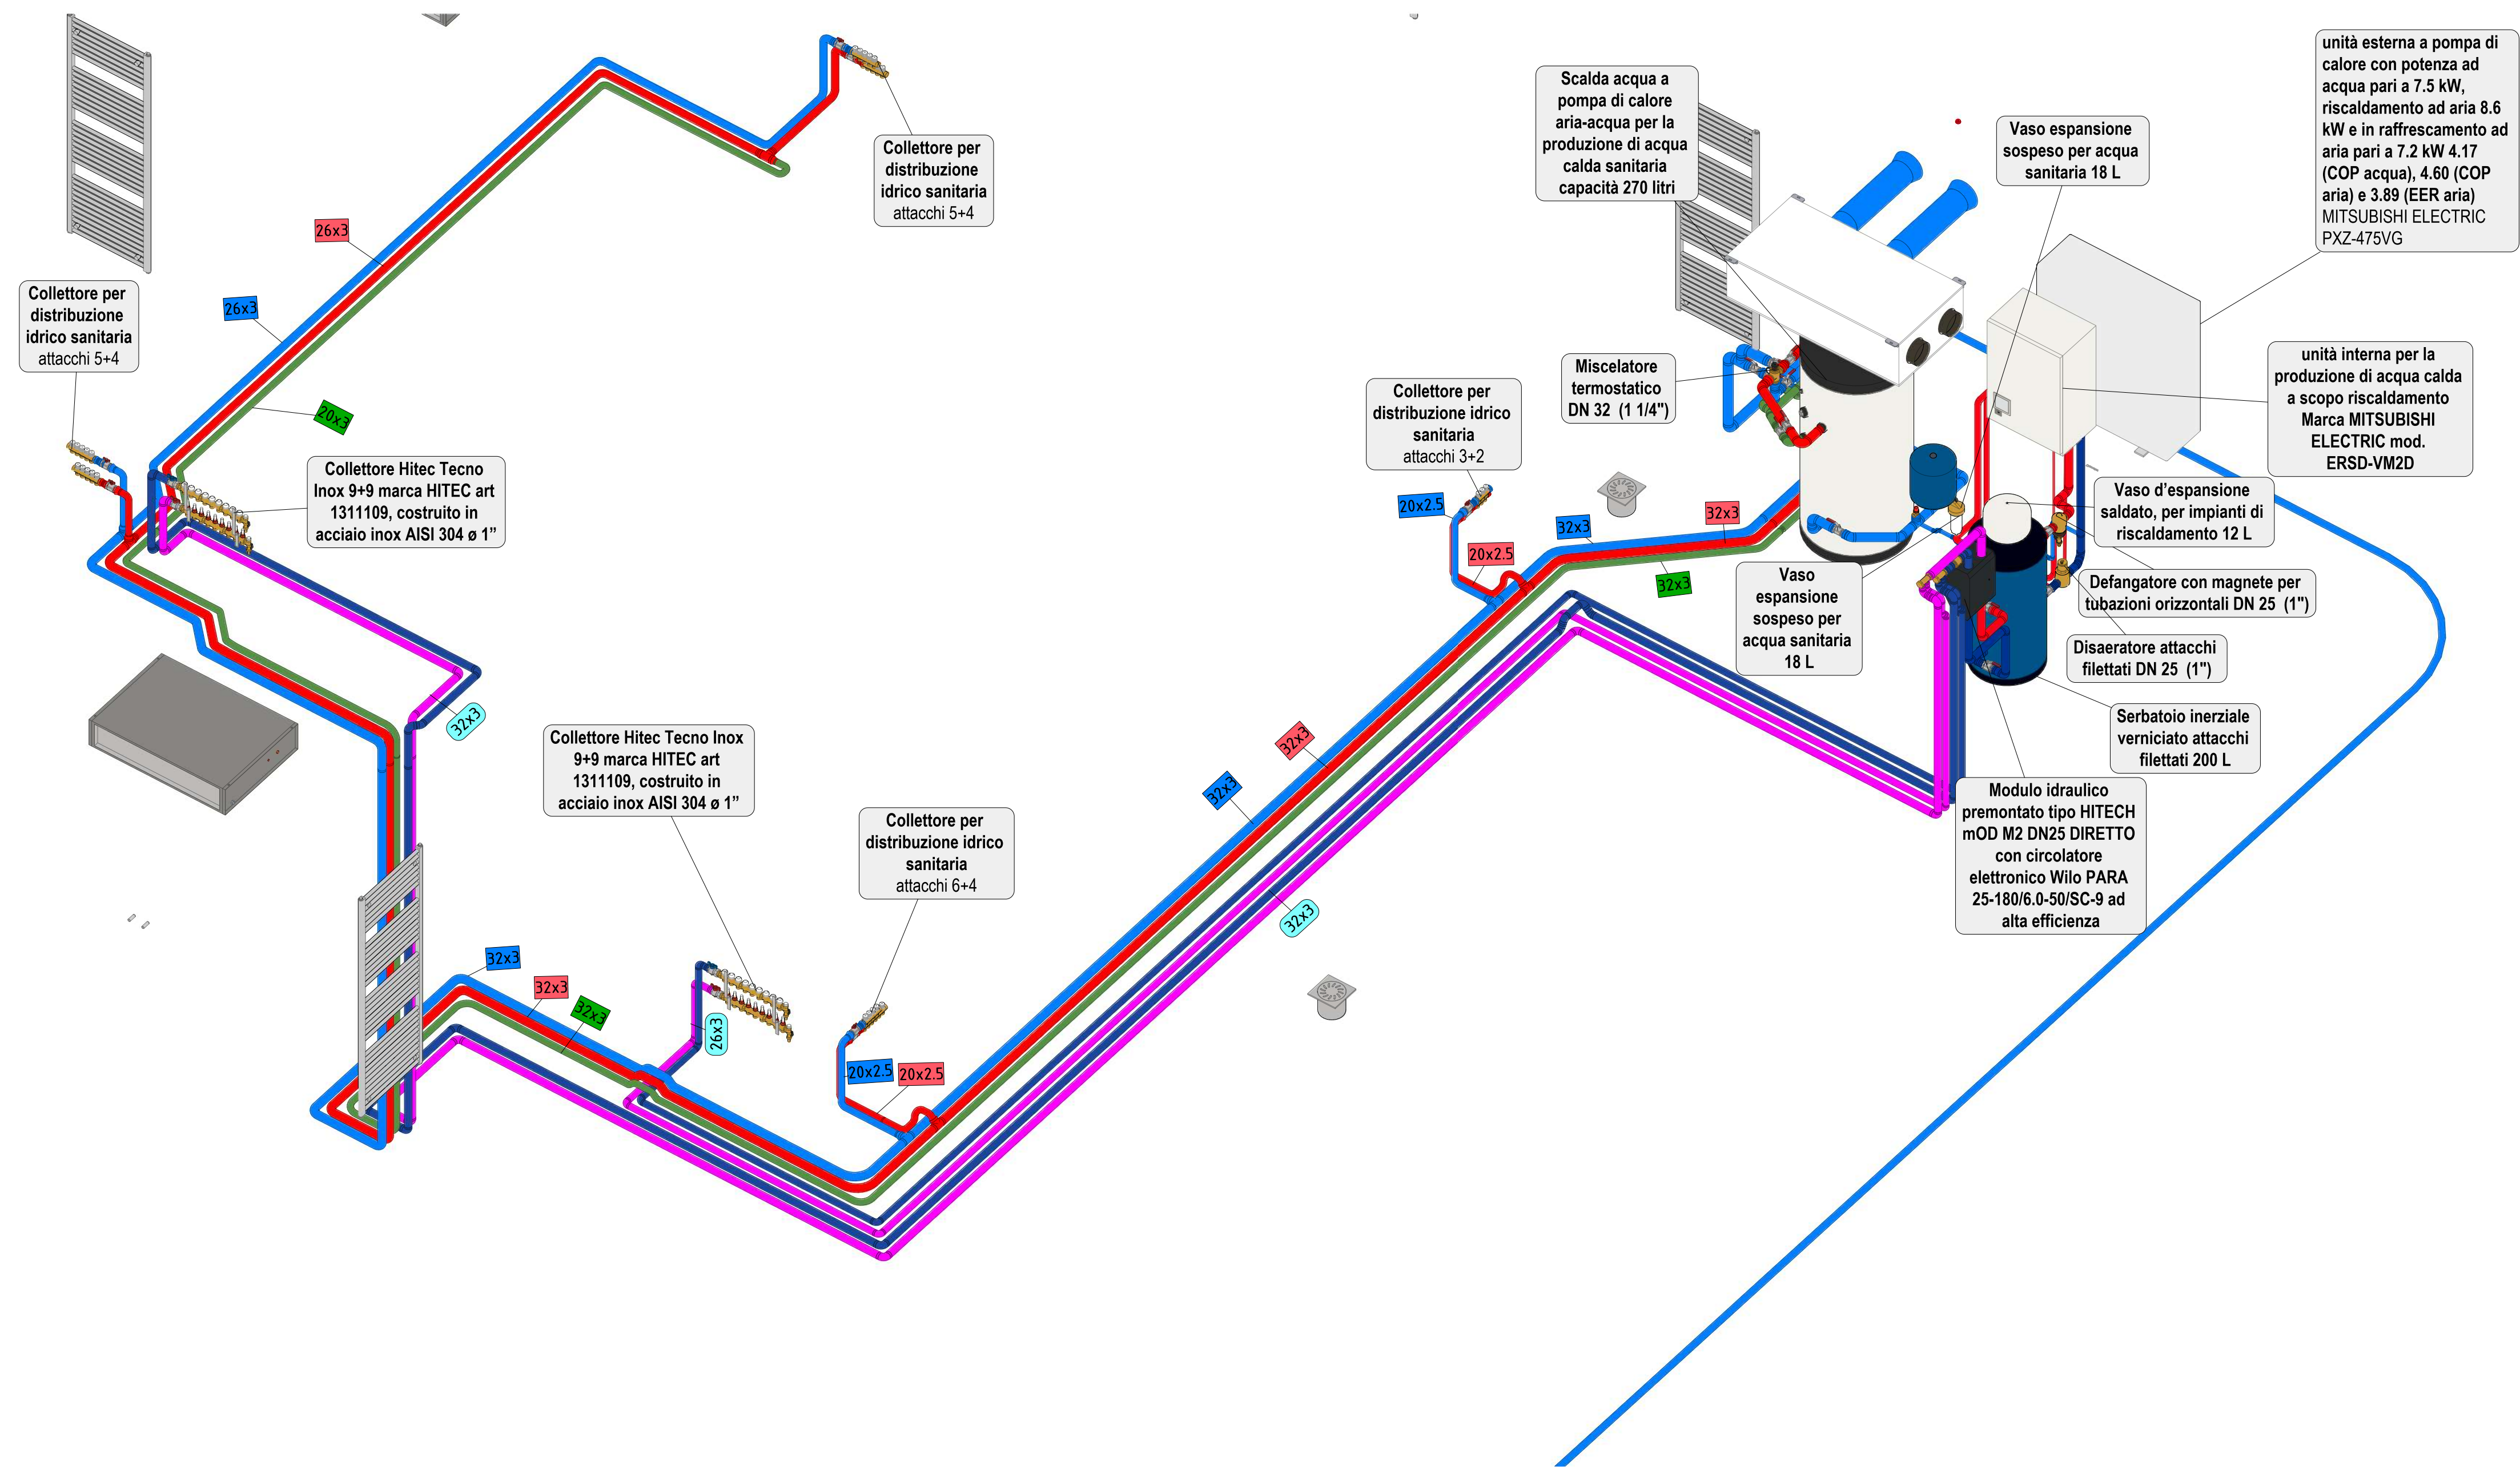 Collettore per
distribuzione
idrico sanitaria
attacchi 5+4
26x3
26x3
20x3
Collettore per
distribuzione
idrico sanitaria
attacchi 5+4
Collettore Hitec Tecno
Inox 9+9 marca HITEC art
1311109, costruito in
acciaio inox AISI 304 ø 1”
32x3
Collettore Hitec Tecno Inox
9+9 marca HITEC art
1311109, costruito in
acciaio inox AISI 304 ø 1”
Collettore per
distribuzione idrico
sanitaria
attacchi 6+4
32x3
32x3
32x3
26x3
20x2.5
20x2.5
32x3
32x3
32x3
Collettore per
distribuzione idrico
sanitaria
attacchi 3+2
20x2.5
20x2.5
32x3
32x3
32x3
Scalda acqua a
pompa di calore
aria-acqua per la
produzione di acqua
calda sanitaria
capacità 270 litri
Miscelatore
termostatico
DN 32 (1 1/4")
Vaso espansione
sospeso per acqua
sanitaria 18 L
unità esterna a pompa di
calore con potenza ad
acqua pari a 7.5 kW,
riscaldamento ad aria 8.6
kW e in raffrescamento ad
aria pari a 7.2 kW 4.17
(COP acqua), 4.60 (COP
aria) e 3.89 (EER aria)
MITSUBISHI ELECTRIC
PXZ-475VG
unità interna per la
produzione di acqua calda
a scopo riscaldamento
Marca MITSUBISHI
ELECTRIC mod.
ERSD-VM2D
Vaso d’espansione
saldato, per impianti di
riscaldamento 12 L
Vaso
espansione
sospeso per
acqua sanitaria
18 L
Defangatore con magnete per
tubazioni orizzontali DN 25 (1")
Disaeratore attacchi
filettati DN 25 (1")
Serbatoio inerziale
verniciato attacchi
filettati 200 L
Modulo idraulico
premontato tipo HITECH
mOD M2 DN25 DIRETTO
con circolatore
elettronico Wilo PARA
25-180/6.0-50/SC-9 ad
alta efficienza